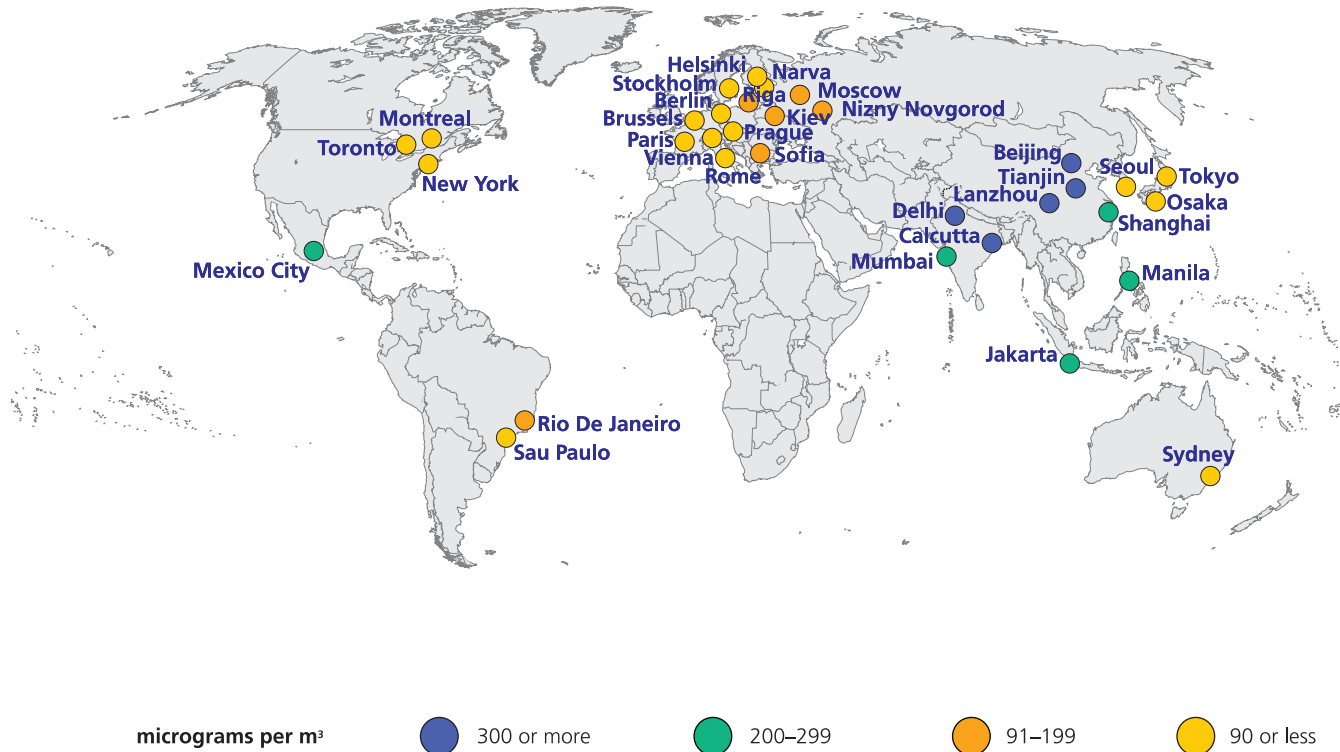 Helsinki
Narva
Stockholm
Riga
Moscow
Berlin
Nizny Novgorod
Montreal
Brussels
Kiev
Toronto
Paris
Prague
Vienna
Sofia
Rome
New York
Beijing
Seoul
Tianjin
Tokyo
Lanzhou
Osaka
Delhi
Shanghai
Calcutta
Mumbai
Mexico City
Manila
Jakarta
Rio De Janeiro
Sau Paulo
Sydney
micrograms per m³
300 or more
200–299
91–199
90 or less